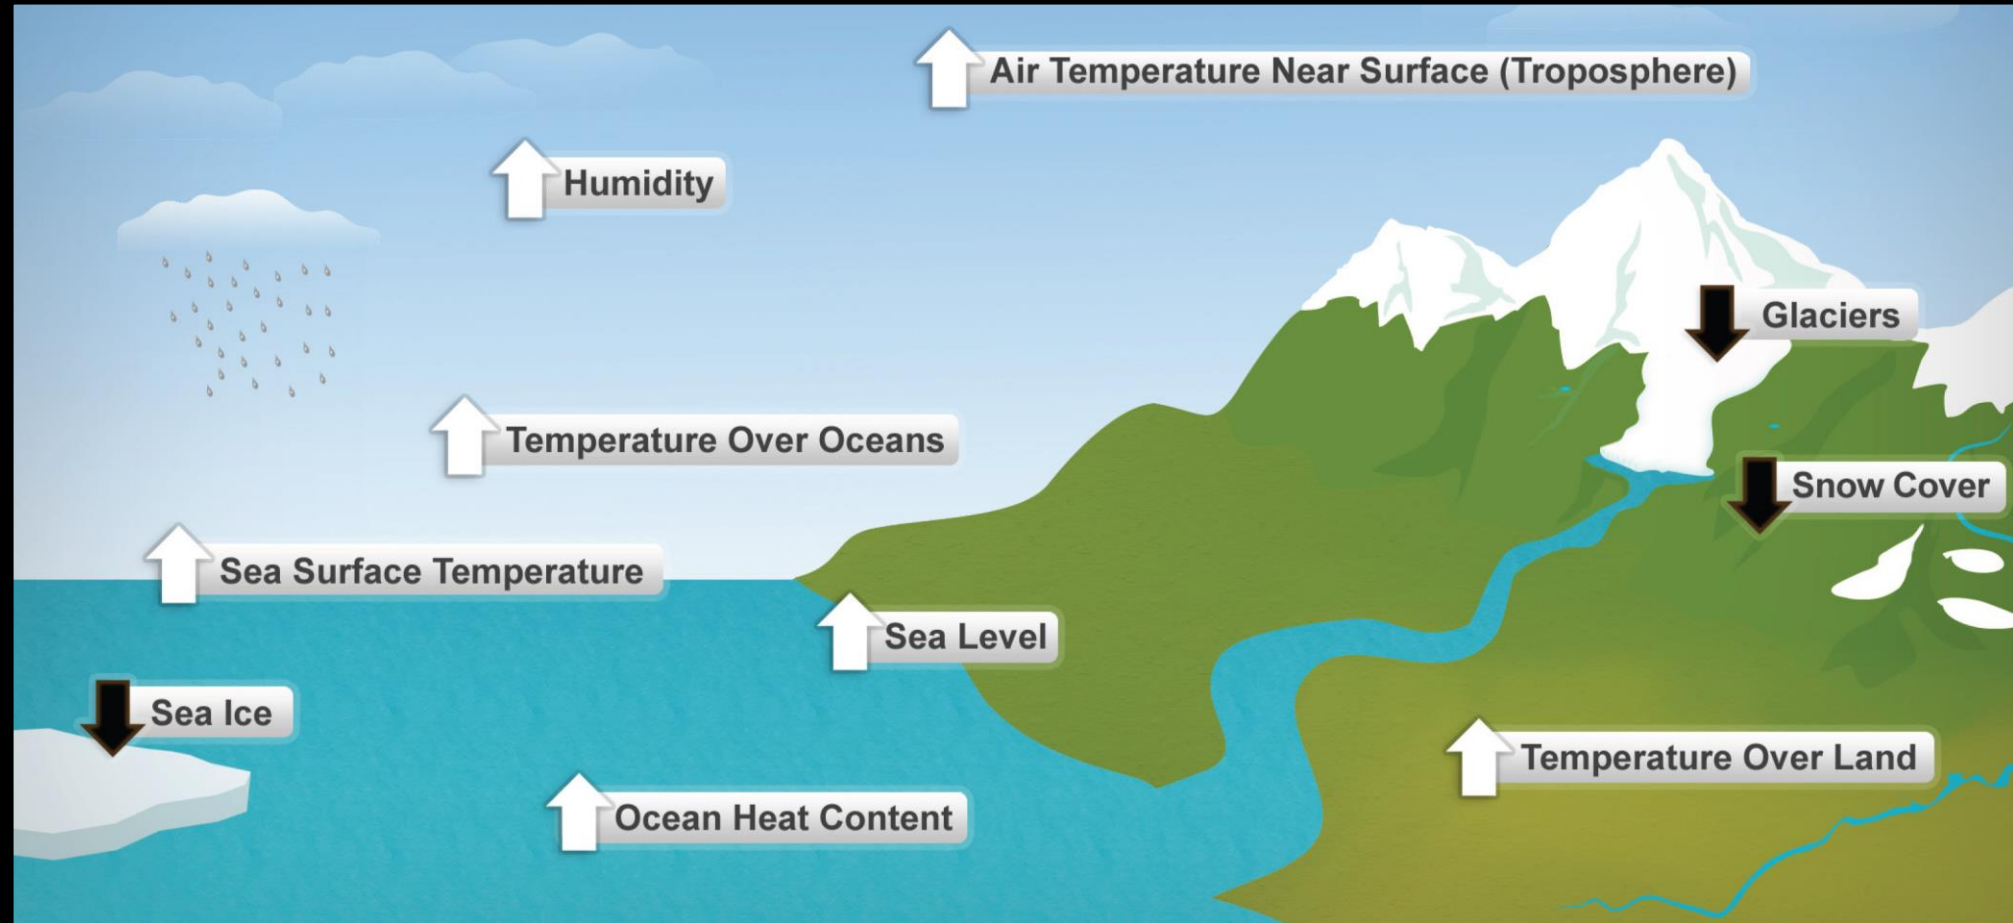 Air Temperature Near Surface (Troposphere)
Humidity
Glaciers
Temperature Over Oceans
Snow Cover
Sea Surface Temperature
Sea Level
Sea Ice
Temperature Over Land
Ocean Heat Content